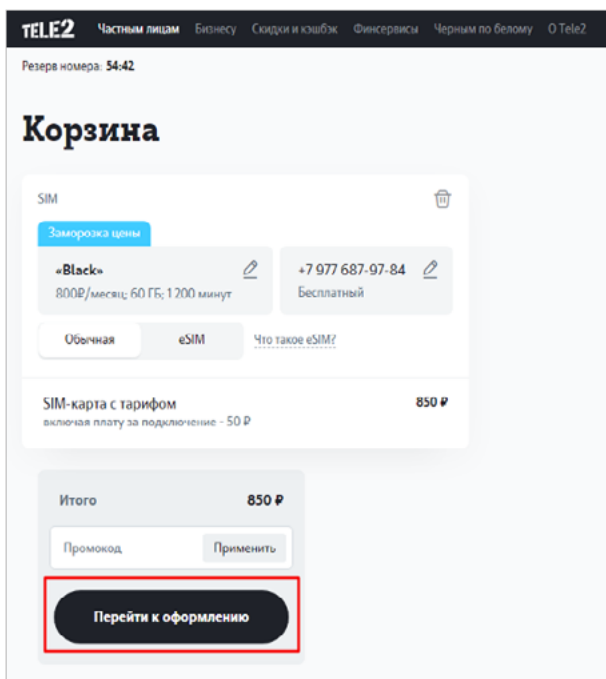 TELE2 Частным лицам Бизнесу Скидки и кэшбэк Финсервисы Черным по белому О Tele2
Резерв номера: 54:42
Корзина
SIM
Заморозка цены
«Black»
800₽/месяц; 60 ГБ; 1200 минут
+7 977 687-97-84
Бесплатный
Обычная eSIM Что такое eSIM?
SIM-карта с тарифом 850 ₽
включая плату за подключение - 50 ₽
Итого 850 ₽
Промокод Применить
Перейти к оформлению